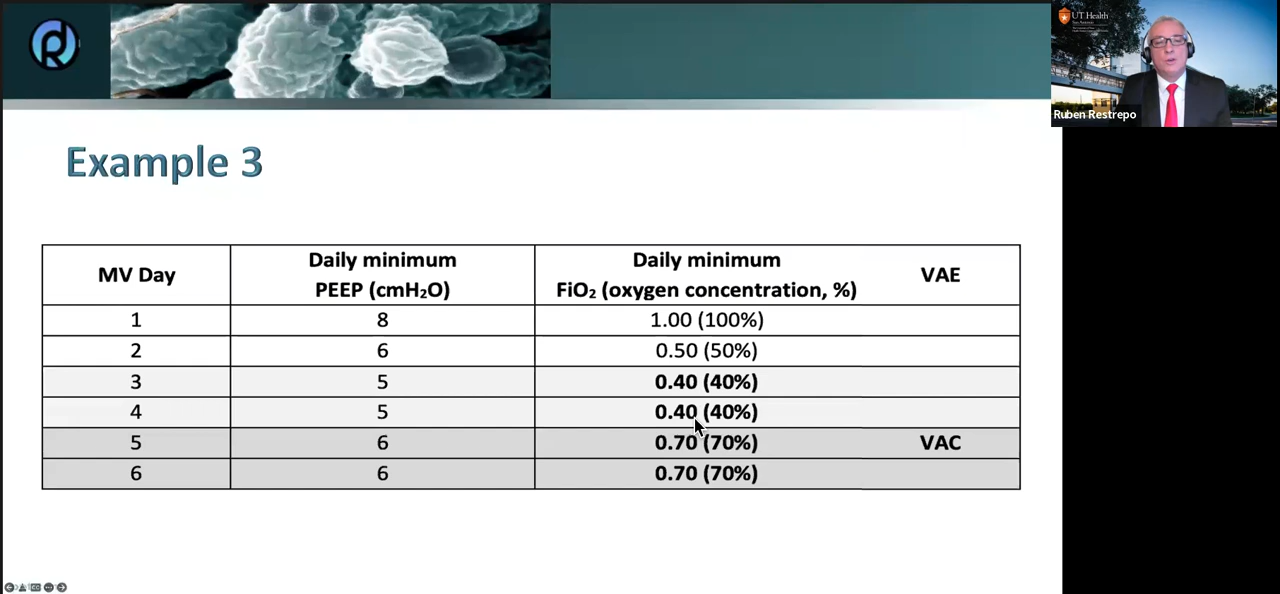 UT Health
San Antonio
Ruben Restrepo
Example 3
MV Day
Daily minimum
PEEP (cmH₂O)
Daily minimum
FiO₂ (oxygen concentration, %)
VAE
1 8 1.00 (100%)
2 6 0.50 (50%)
3 5 0.40 (40%)
4 5 0.40 (40%)
5 6 0.70 (70%) VAC
6 6 0.70 (70%)